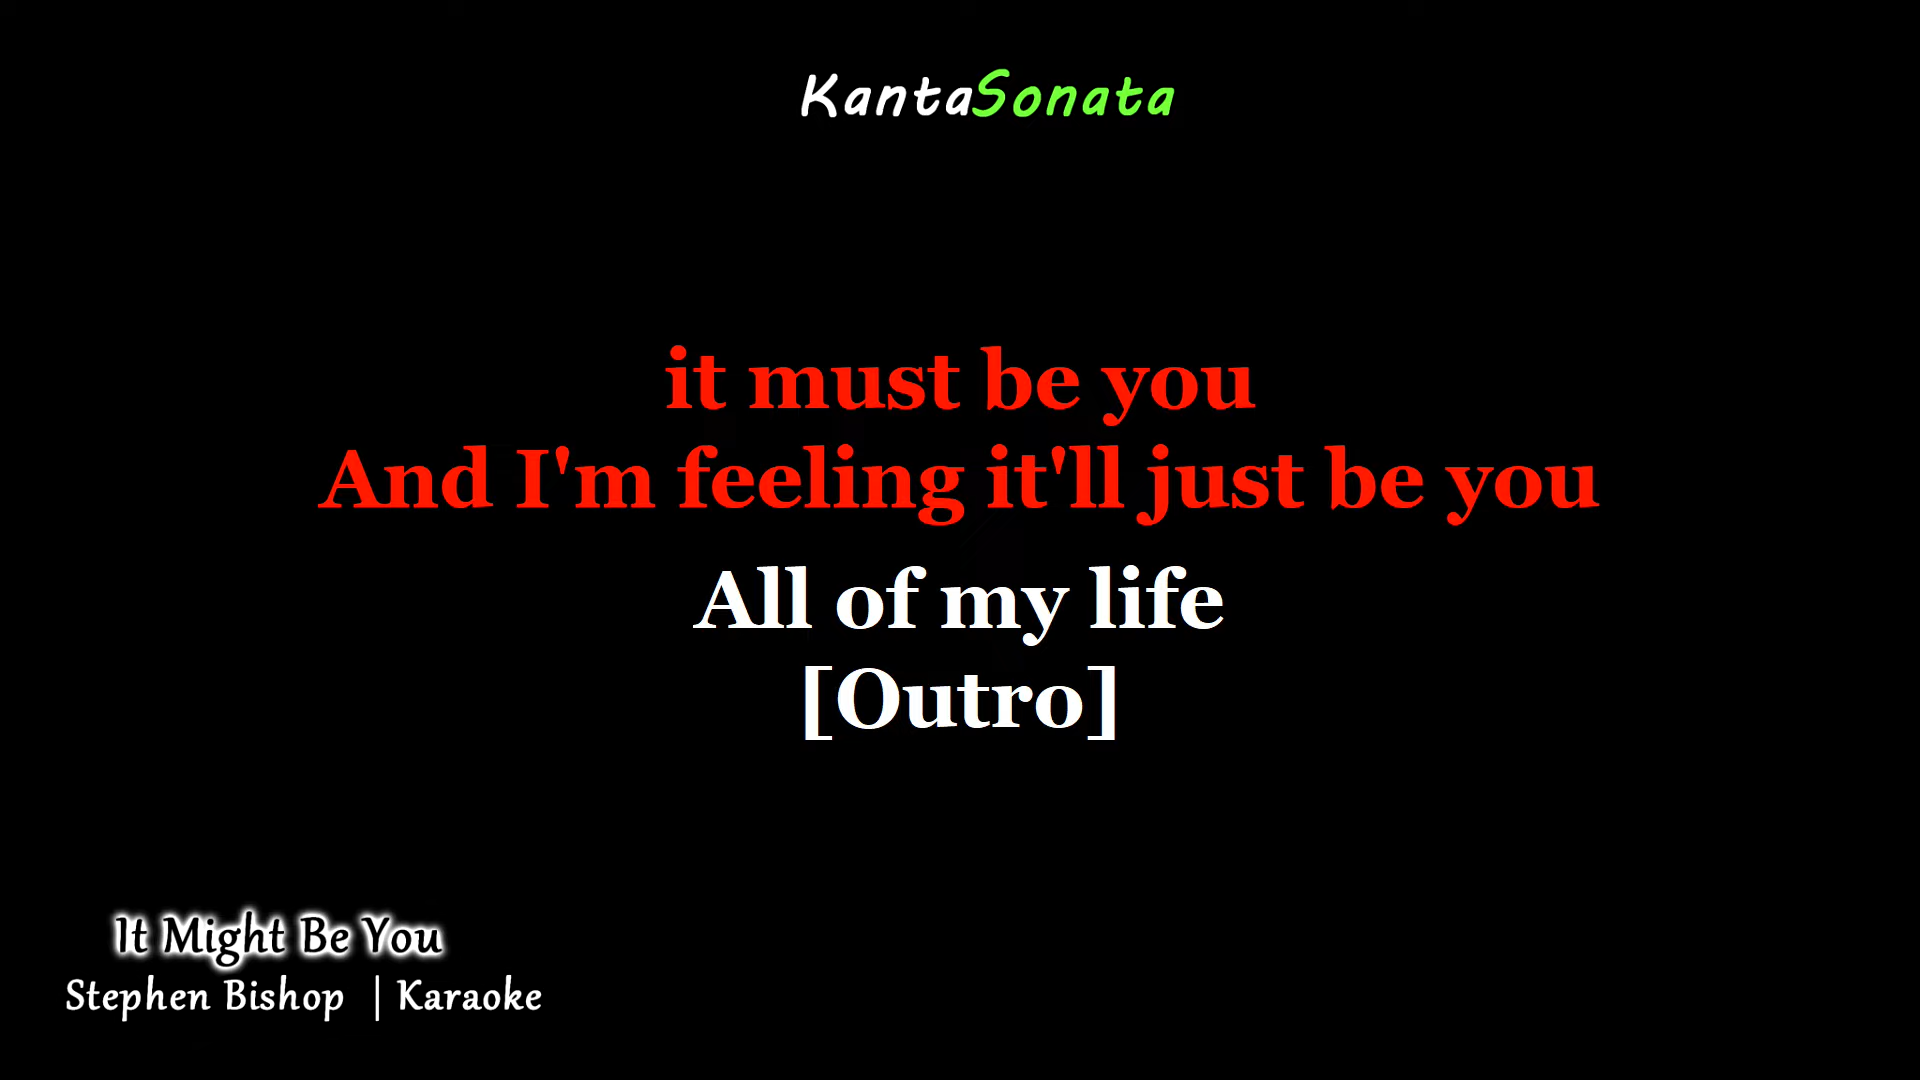 KantaSonata
it must be you
And I'm feeling it'll just be you
All of my life
[Outro]
It Might Be You
Stephen Bishop | Karaoke